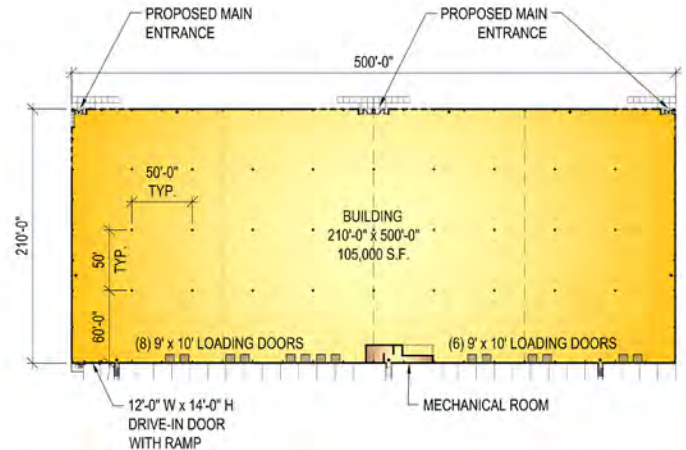 PROPOSED MAIN
ENTRANCE
PROPOSED MAIN
ENTRANCE
500'-0"
210'-0"
50'-0"
TYP.
50'
TYP.
60'-0"
BUILDING
210'-0" x 500'-0"
105,000 S.F.
(8) 9' x 10' LOADING DOORS
(6) 9' x 10' LOADING DOORS
12'-0" W x 14'-0" H
DRIVE-IN DOOR
WITH RAMP
MECHANICAL ROOM